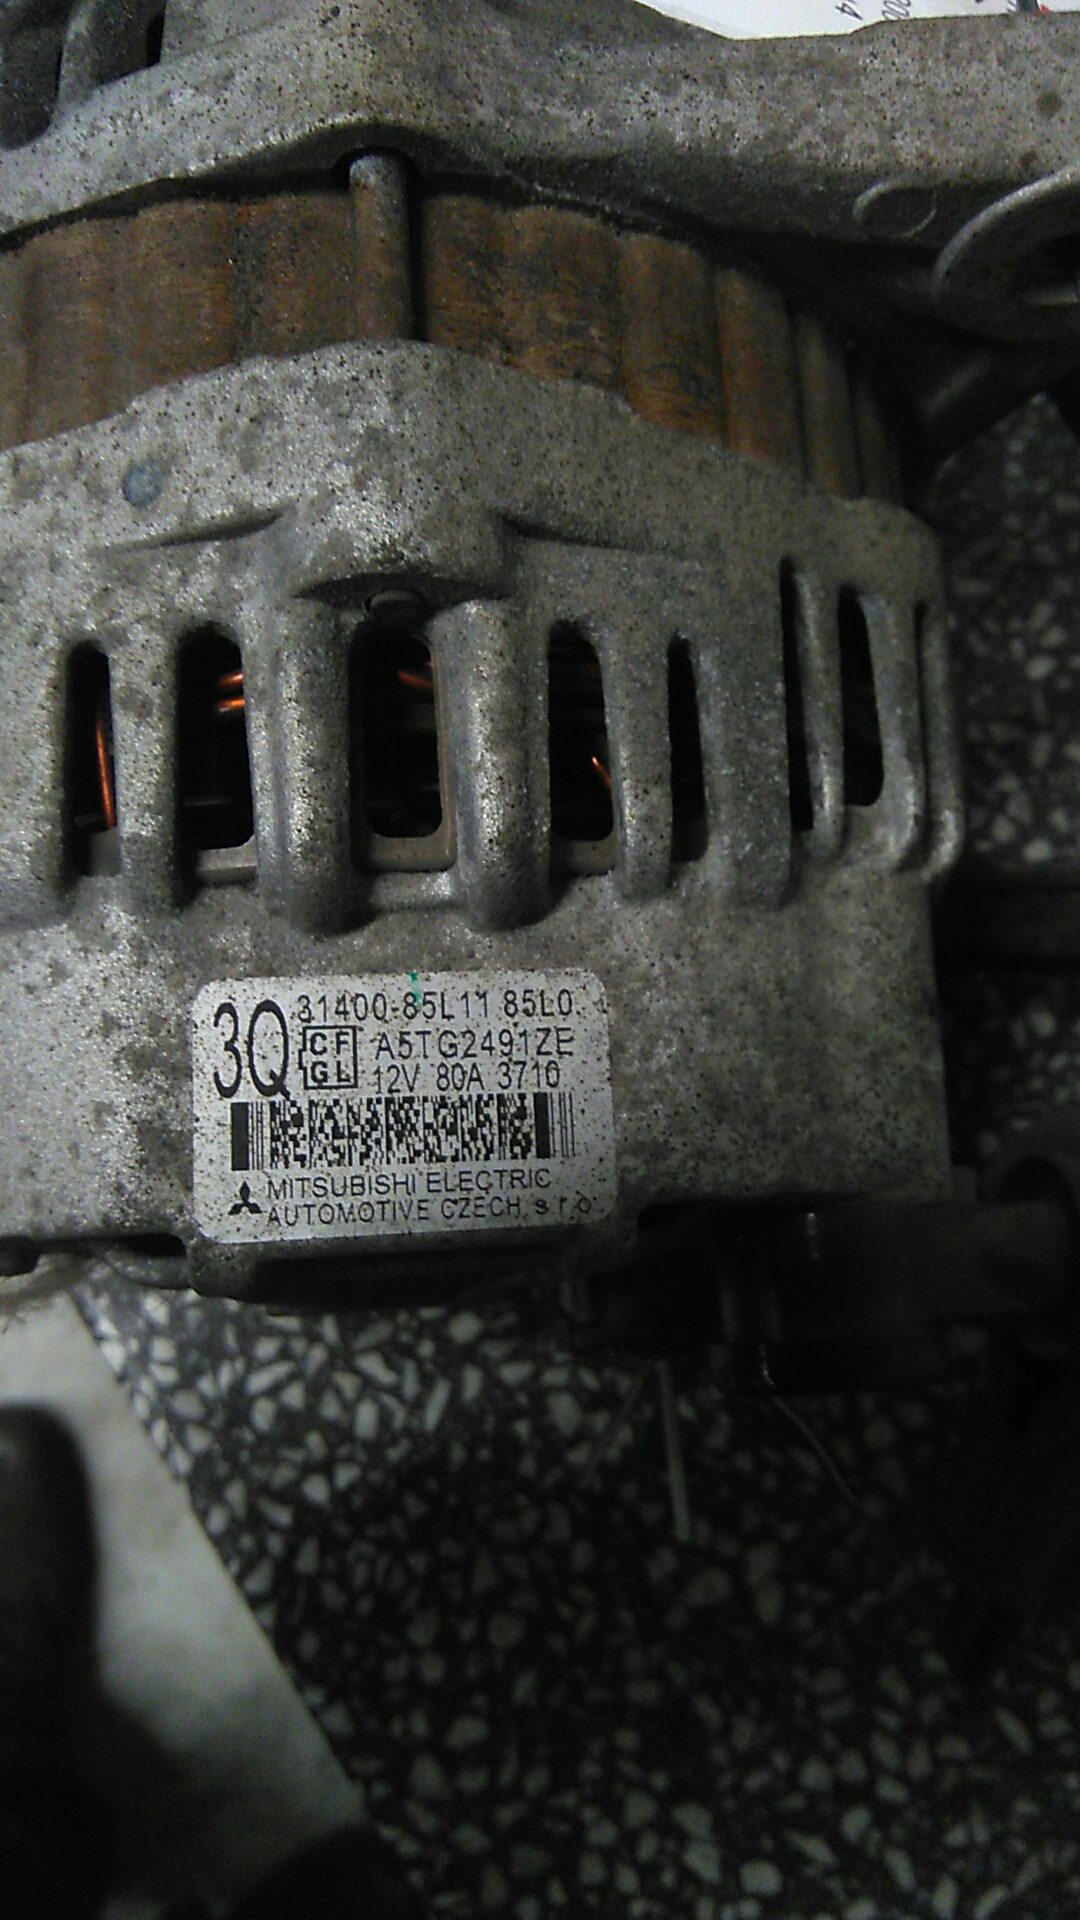 3Q
31400-85L11 85L0
CF
GL
A5TG2491ZE
12V 80A 3710
MITSUBISHI ELECTRIC
AUTOMOTIVE CZECH s.r.o.